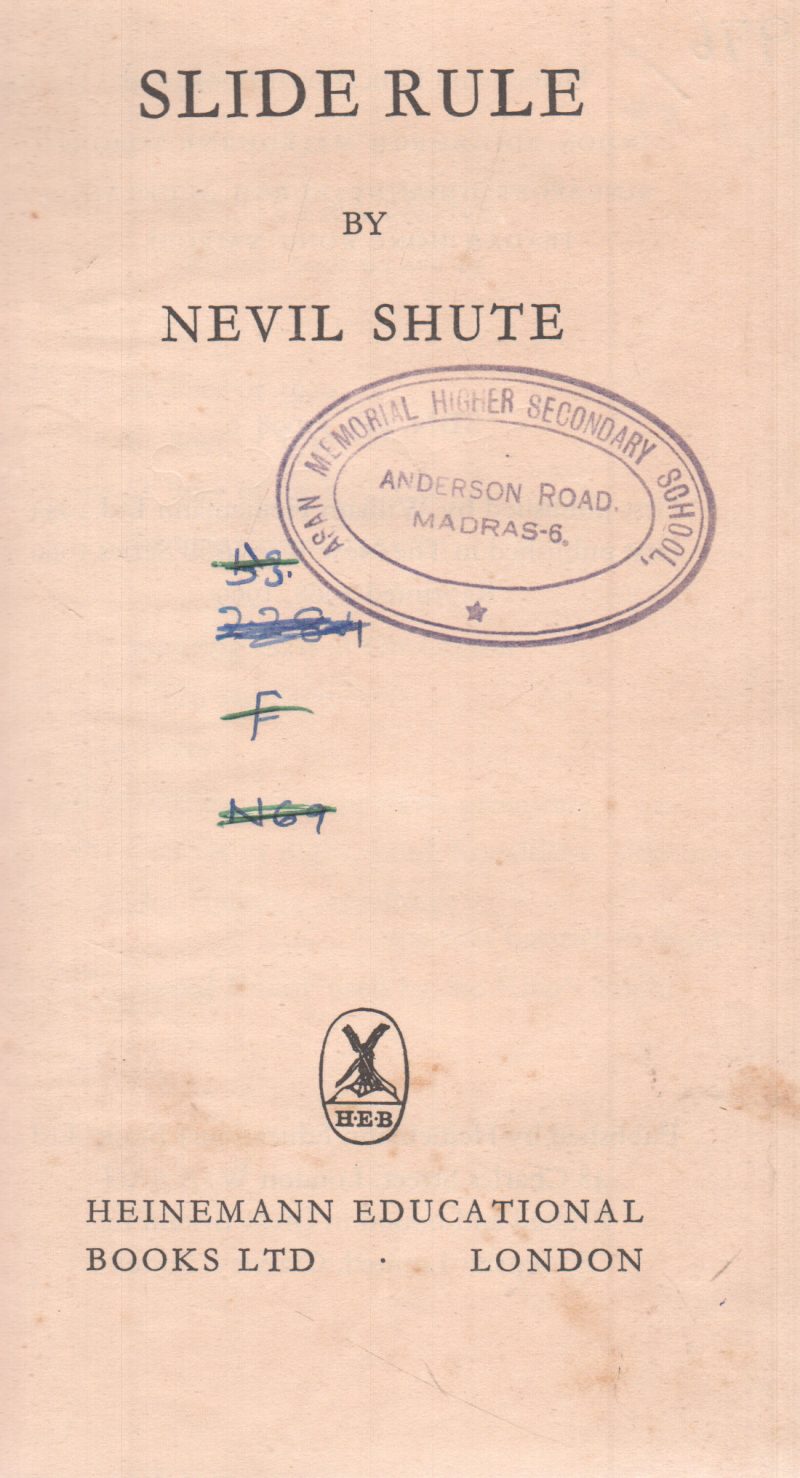 SLIDE RULE
BY
NEVIL SHUTE
ASAN MEMORIAL HIGHER SECONDARY SCHOOL,
ANDERSON ROAD,
MADRAS-6.
F
N69
H·E·B
HEINEMANN EDUCATIONAL
BOOKS LTD · LONDON